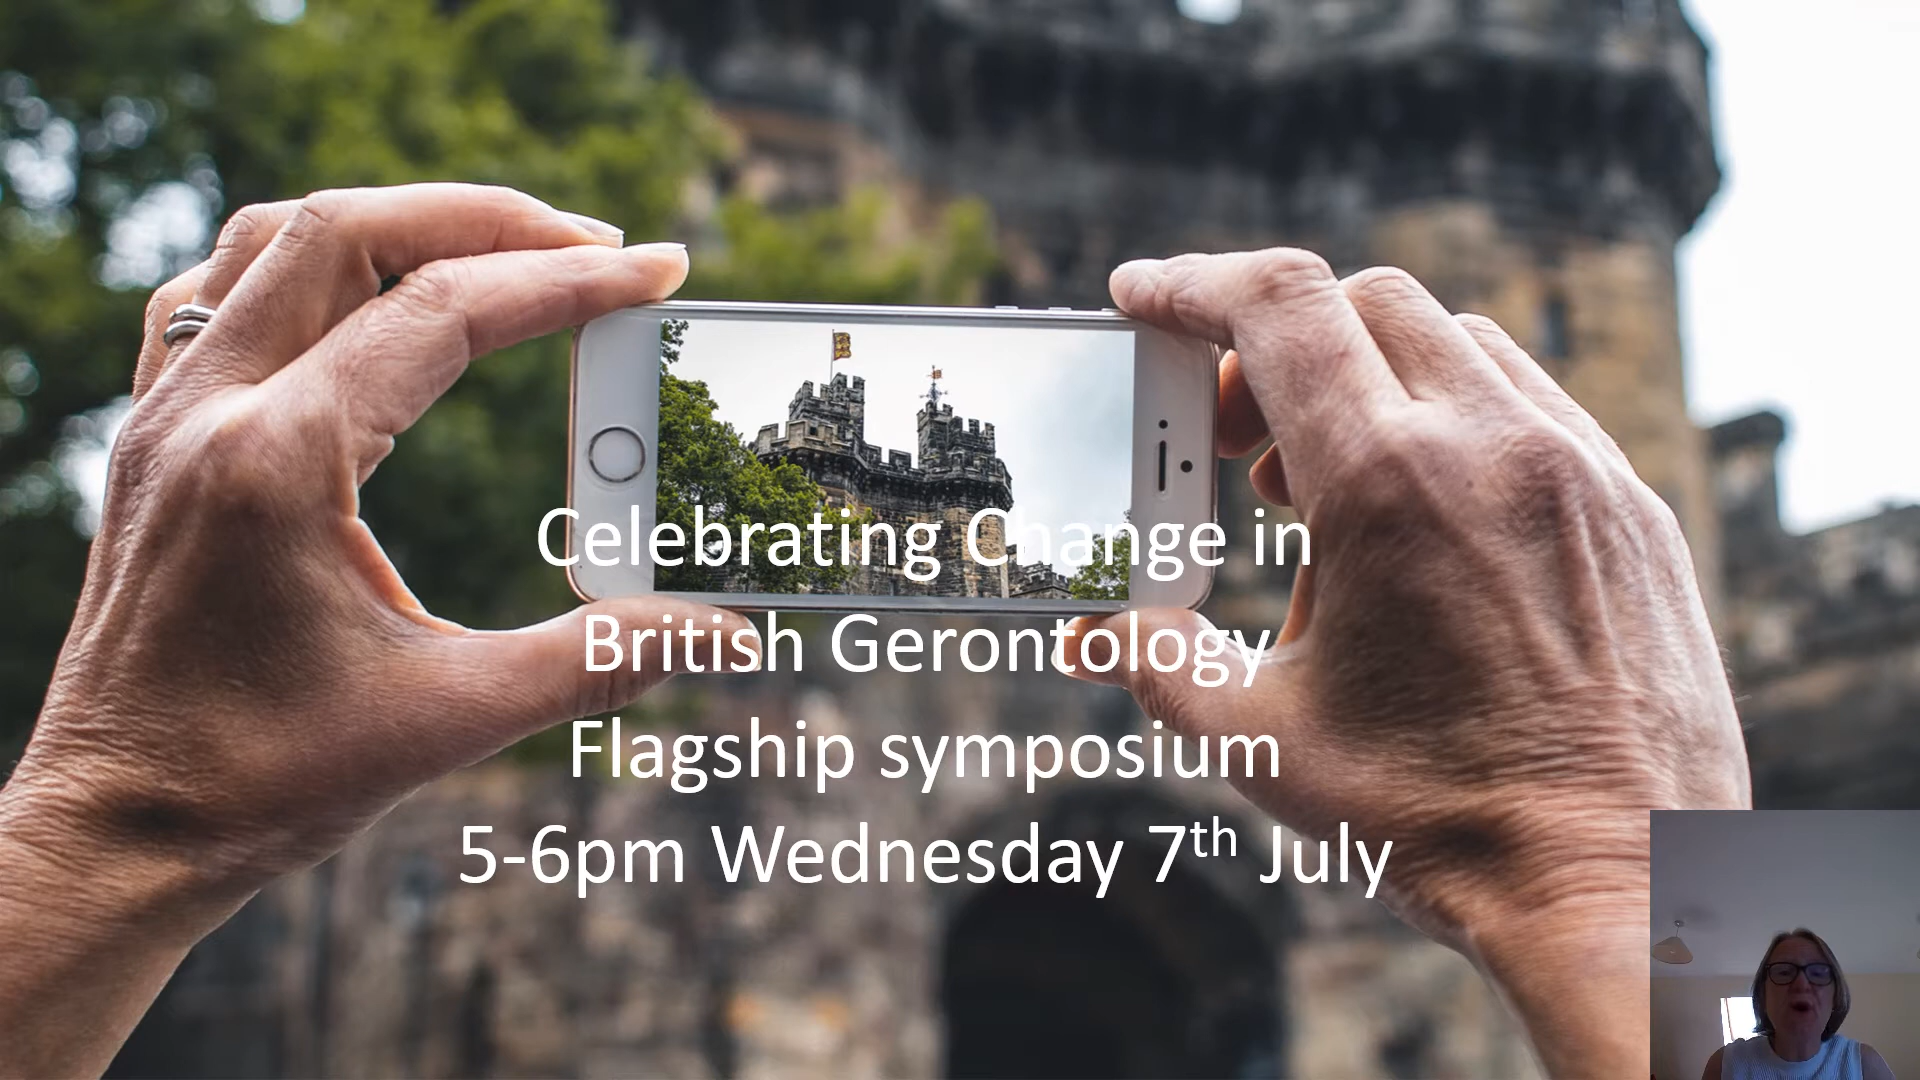 Celebrating Change in
British Gerontology
Flagship symposium
5-6pm Wednesday 7th July